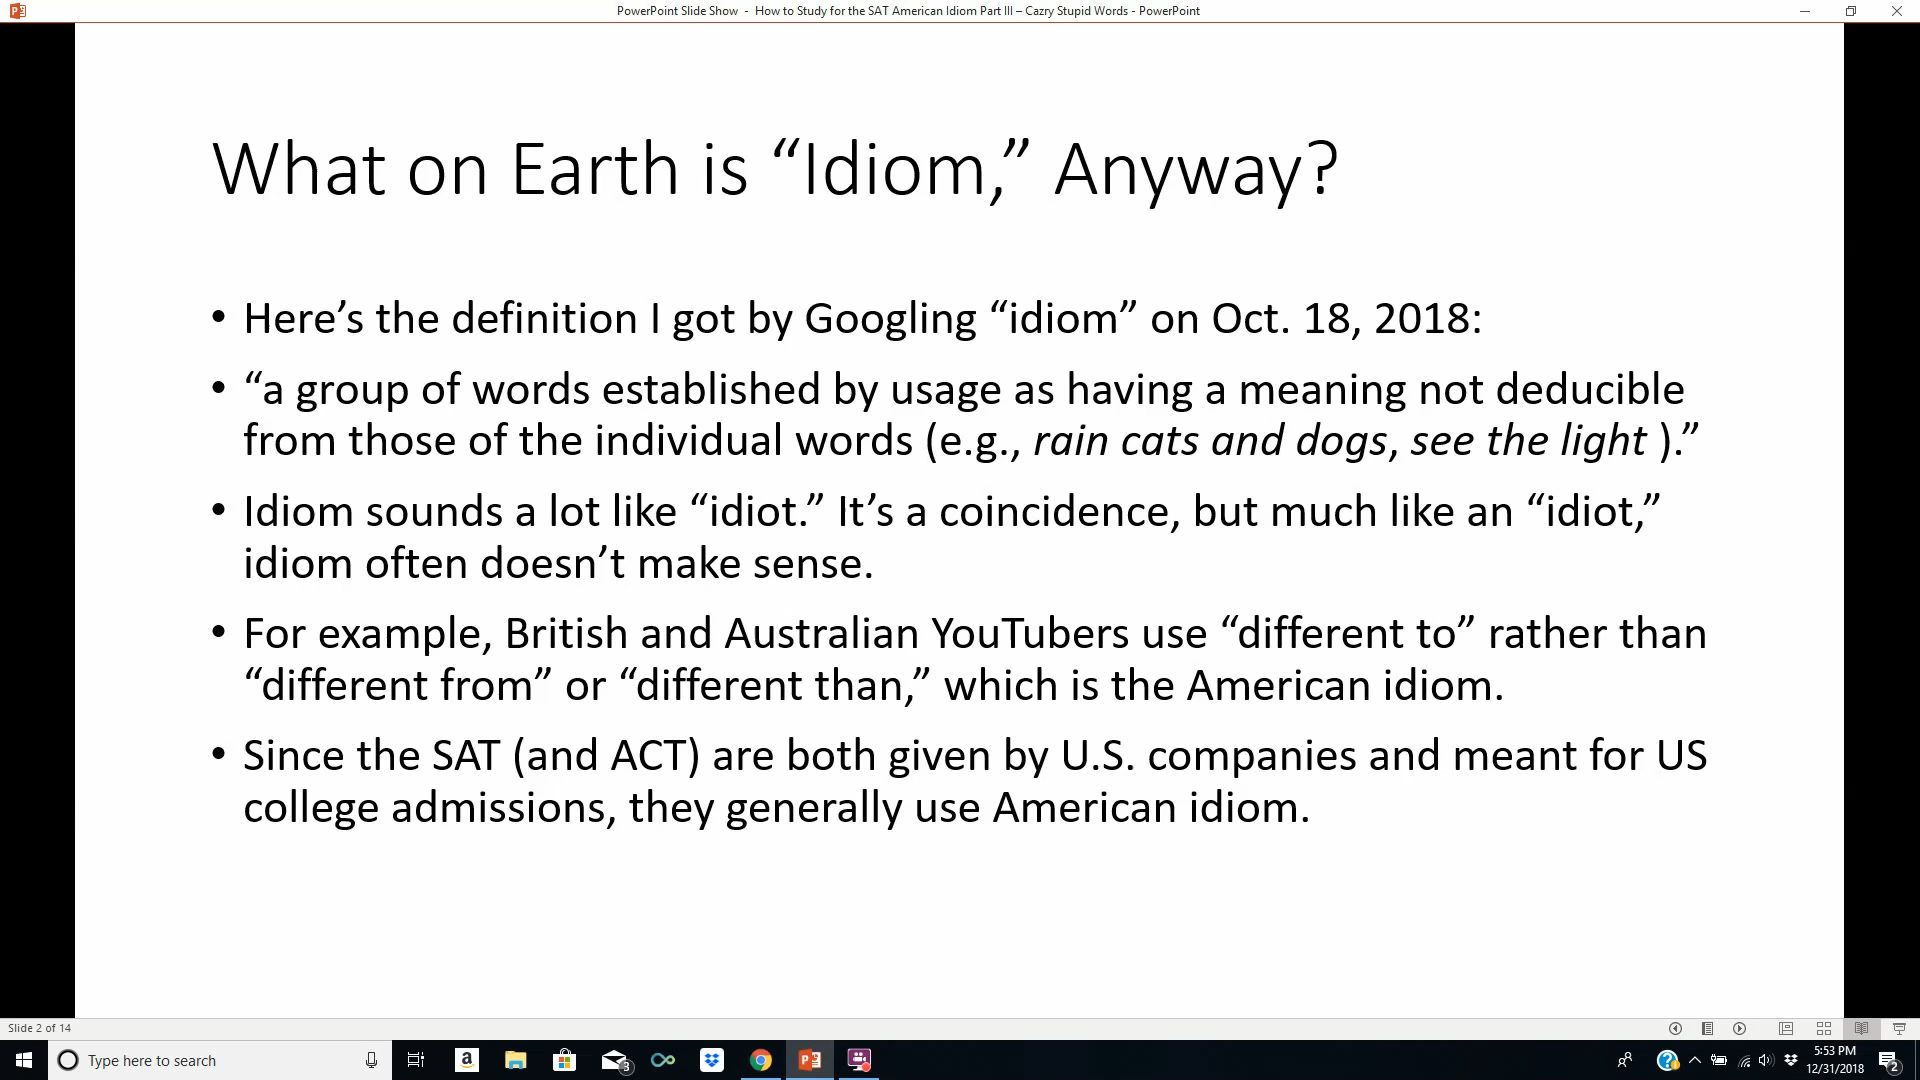 PowerPoint Slide Show - How to Study for the SAT American Idiom Part III – Cazry Stupid Words - PowerPoint
What on Earth is “Idiom,” Anyway?
• Here’s the definition I got by Googling “idiom” on Oct. 18, 2018:
• “a group of words established by usage as having a meaning not deducible
from those of the individual words (e.g., rain cats and dogs, see the light ).”
• Idiom sounds a lot like “idiot.” It’s a coincidence, but much like an “idiot,”
idiom often doesn’t make sense.
• For example, British and Australian YouTubers use “different to” rather than
“different from” or “different than,” which is the American idiom.
• Since the SAT (and ACT) are both given by U.S. companies and meant for US
college admissions, they generally use American idiom.
Slide 2 of 14
Type here to search
a
3
5:53 PM
12/31/2018
2